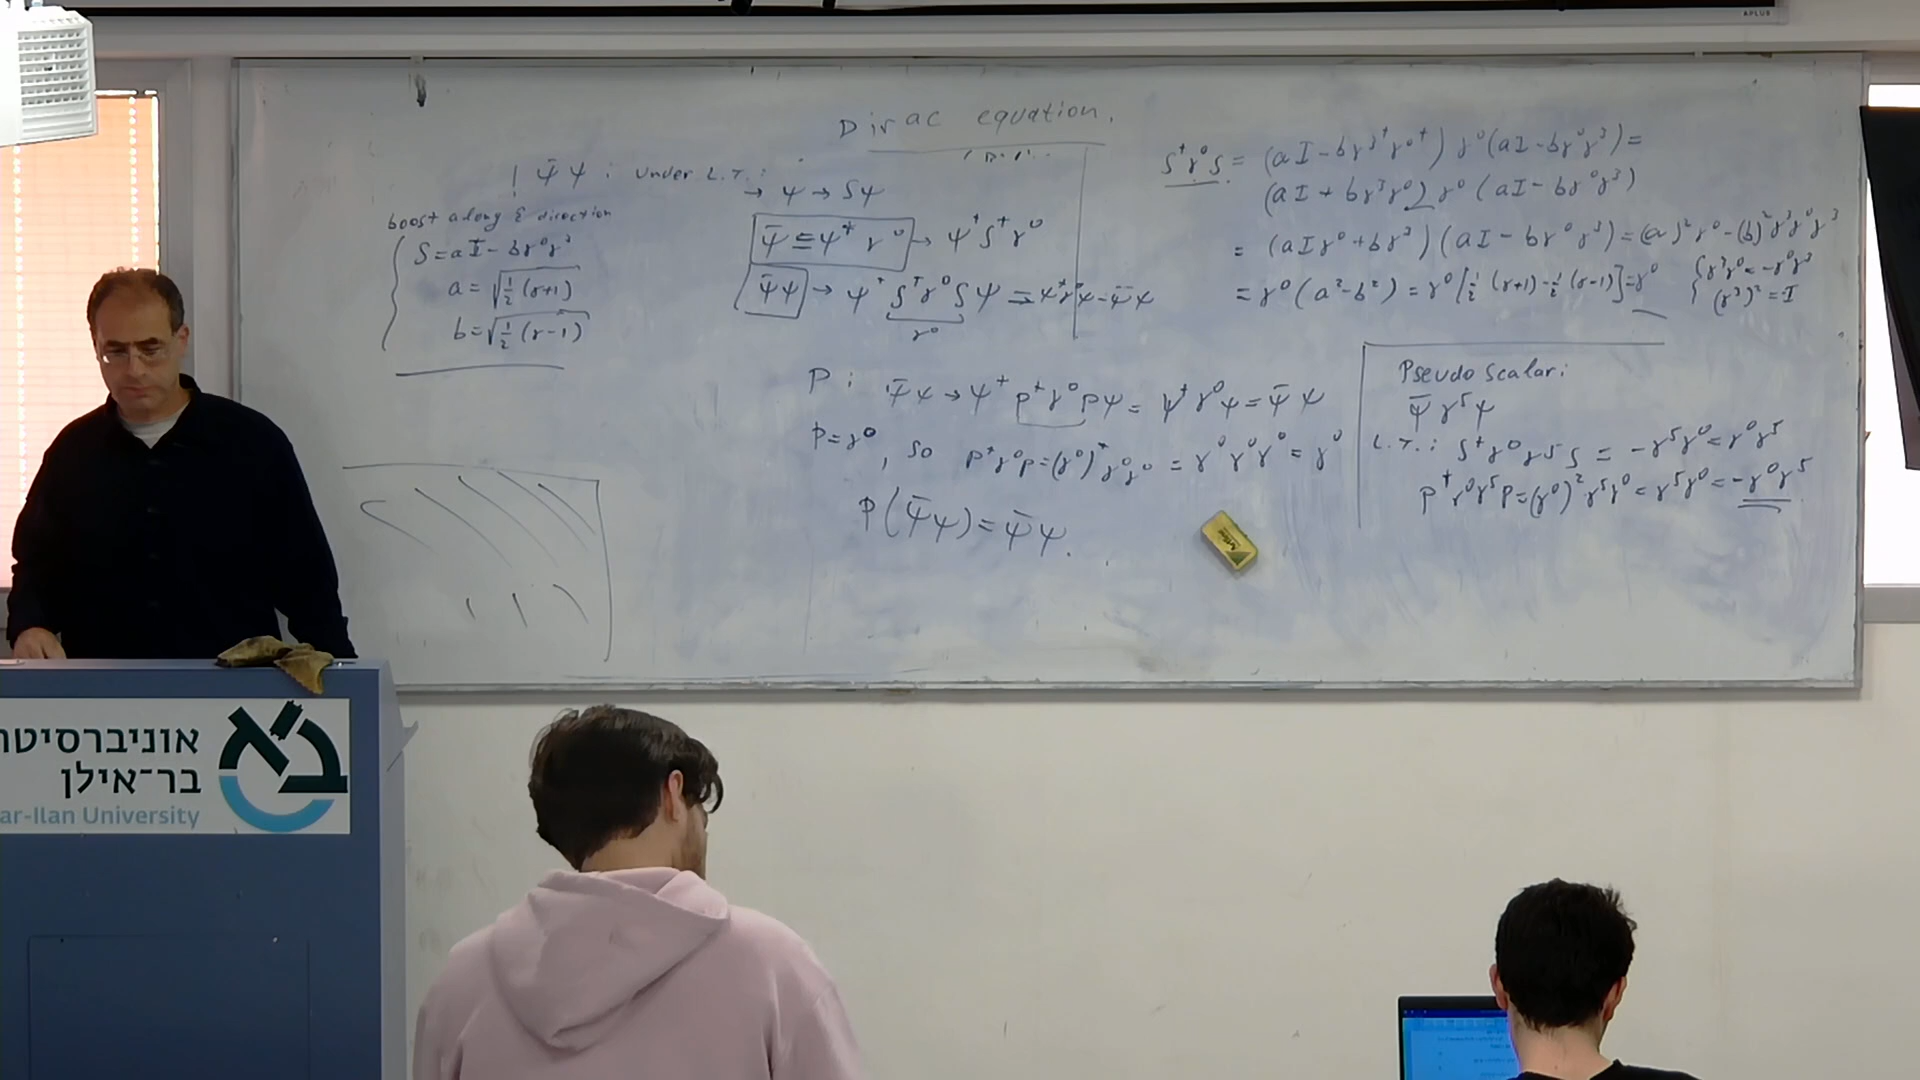 Dirac equation.
! ψ̄ψ : Under L.T.:
→ ψ → Sψ
boost along z direction
S = aI - bγ⁰γ³
a = √(½(γ+1))
b = √(½(γ-1))
ψ̄ ≡ ψ⁺γ⁰ → ψ⁺S⁺γ⁰
ψ̄ψ → ψ⁺S⁺γ⁰Sψ = ψ⁺γ⁰ψ = ψ̄ψ
γ⁰
S⁺γ⁰S = (aI - bγ³⁺γ⁰⁺) γ⁰ (aI - bγ⁰γ³) =
(aI + bγ³γ⁰) γ⁰ (aI - bγ⁰γ³)
= (aIγ⁰ + bγ³)(aI - bγ⁰γ³) = (a)²γ⁰ - (b)²γ³γ⁰γ³
= γ⁰(a² - b²) = γ⁰[½(γ+1) - ½(γ-1)] = γ⁰
γ³γ⁰ = -γ⁰γ³
(γ³)² = I
P: ψ̄ψ → ψ⁺P⁺γ⁰Pψ = ψ⁺γ⁰ψ = ψ̄ψ
P = γ⁰, so P⁺γ⁰P = (γ⁰)⁺γ⁰γ⁰ = γ⁰γ⁰γ⁰ = γ⁰
P(ψ̄ψ) = ψ̄ψ.
Pseudo scalar:
ψ̄γ⁵ψ
L.T.: S⁺γ⁰γ⁵S = -γ⁵γ⁰ = γ⁰γ⁵
P⁺γ⁰γ⁵P = (γ⁰)²γ⁵γ⁰ = γ⁵γ⁰ = -γ⁰γ⁵
אוניברסיטת
בר־אילן
ar-Ilan University
APLUS